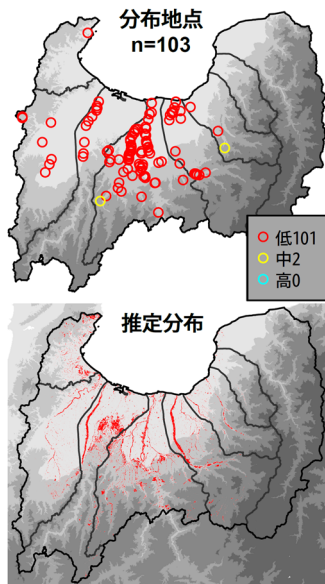 分布地点
n=103
低101
中2
高0
推定分布